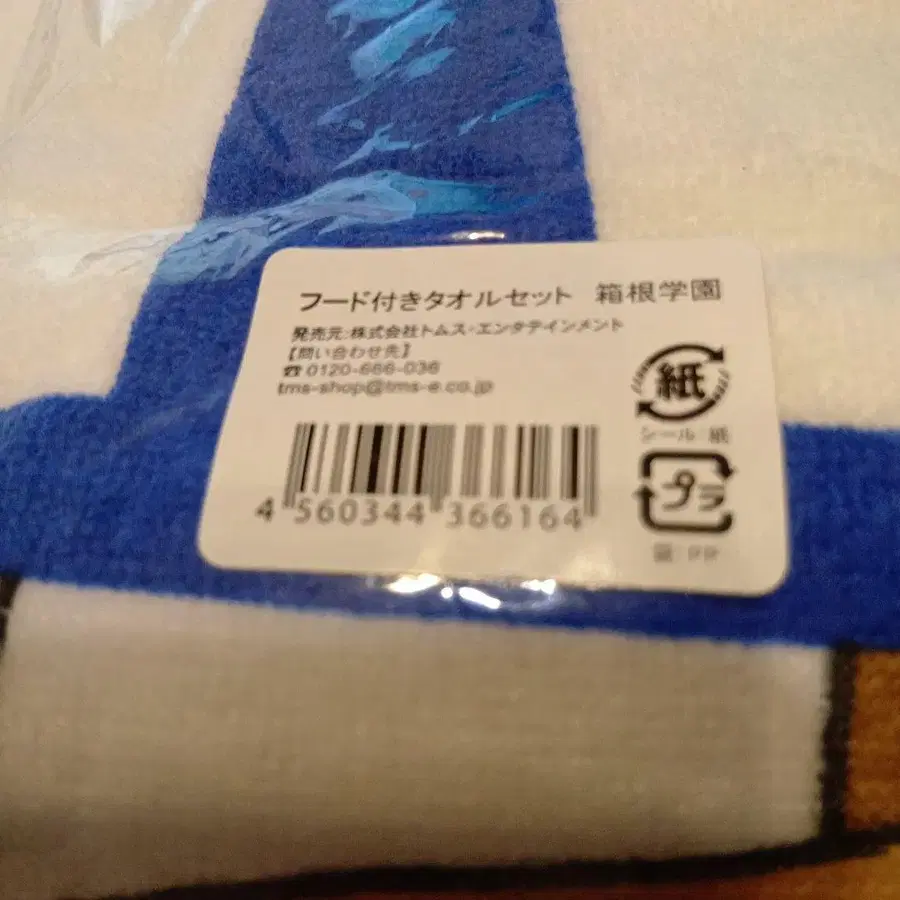 フード付きタオルセット 箱根学園
発売元:株式会社トムス・エンタテインメント
【問い合わせ先】
☎0120-666-036
tms-shop@tms-e.co.jp
紙
シール:紙
プラ
袋:PP
4 560344 366164